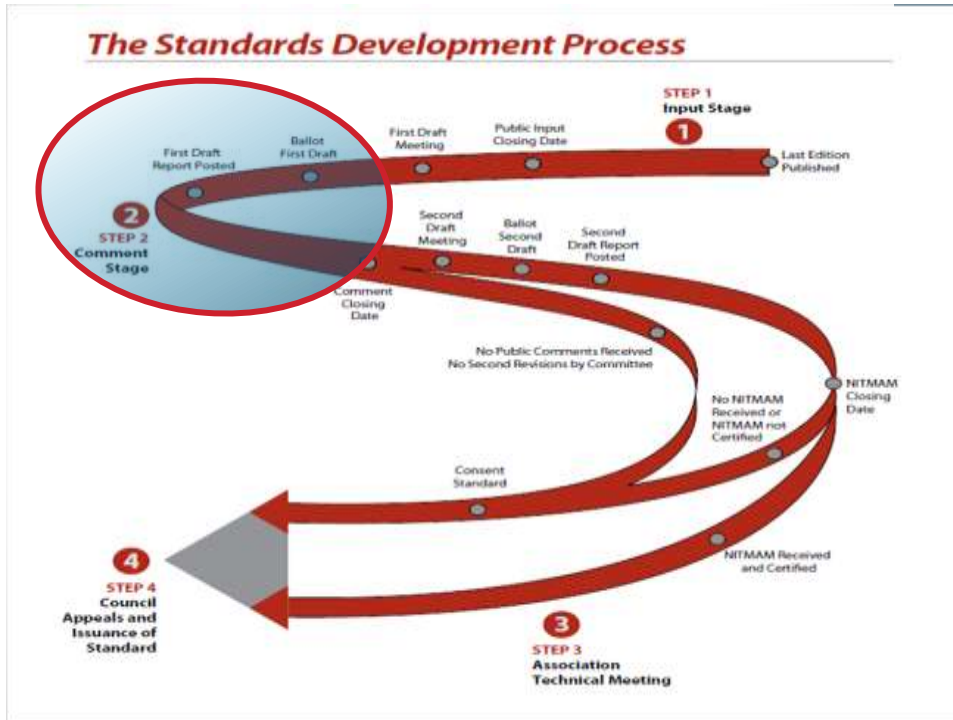 The Standards Development Process
STEP 1
Input Stage
1
Last Edition
Published
Public Input
Closing Date
First Draft
Meeting
Ballot
First Draft
First Draft
Report Posted
2
STEP 2
Comment
Stage
Comment
Closing
Date
Second
Draft
Meeting
Ballot
Second
Draft
Second
Draft Report
Posted
No Public Comments Received
No Second Revisions by Committee
NITMAM
Closing
Date
No NITMAM
Received or
NITMAM not
Certified
Consent
Standard
NITMAM Received
and Certified
3
STEP 3
Association
Technical Meeting
4
STEP 4
Council
Appeals and
Issuance of
Standard